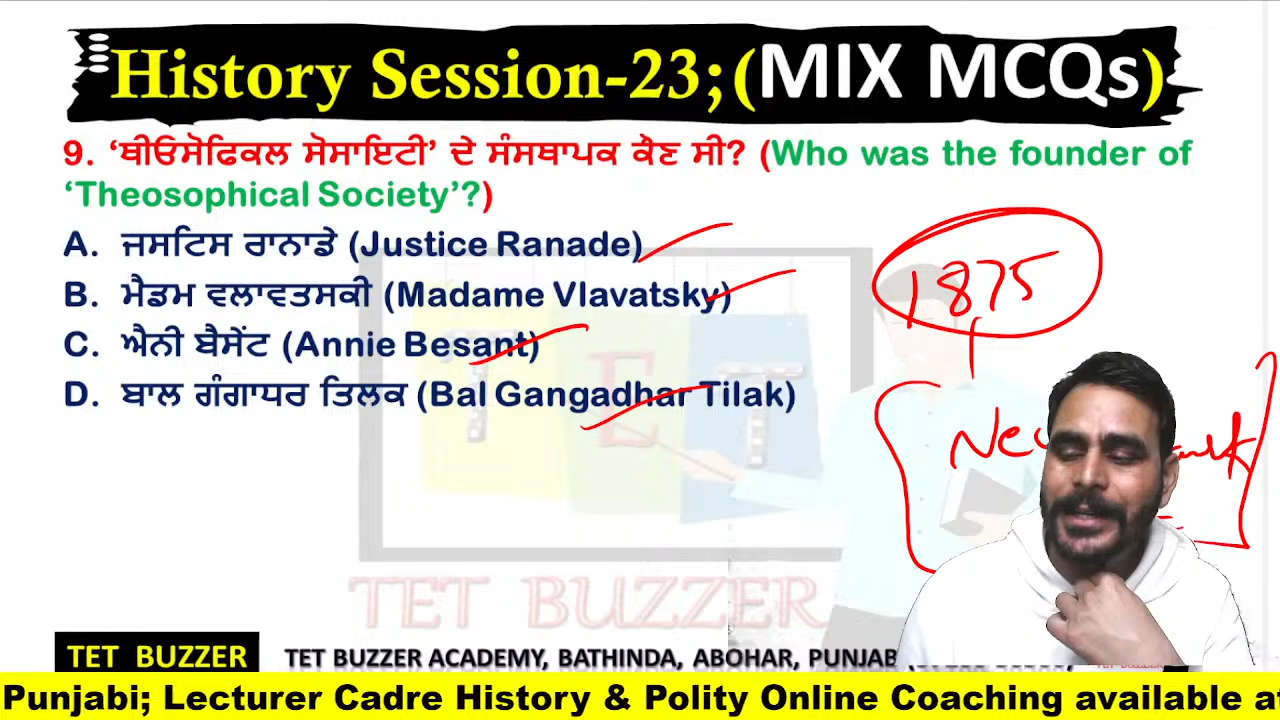 History Session-23;(MIX MCQs)
9. ‘ਥੀਓਸੋਫਿਕਲ ਸੋਸਾਇਟੀ’ ਦੇ ਸੰਸਥਾਪਕ ਕੌਣ ਸੀ? (Who was the founder of
‘Theosophical Society’?)
A. ਜਸਟਿਸ ਰਾਨਾਡੇ (Justice Ranade)
B. ਮੈਡਮ ਵਲਾਵਤਸਕੀ (Madame Vlavatsky)
C. ਐਨੀ ਬੈਸੇਂਟ (Annie Besant)
D. ਬਾਲ ਗੰਗਾਧਰ ਤਿਲਕ (Bal Gangadhar Tilak)
1875
TET
TET BUZZER
TET BUZZER
TET BUZZER ACADEMY, BATHINDA, ABOHAR, PUNJAB
Punjabi; Lecturer Cadre History & Polity Online Coaching available at